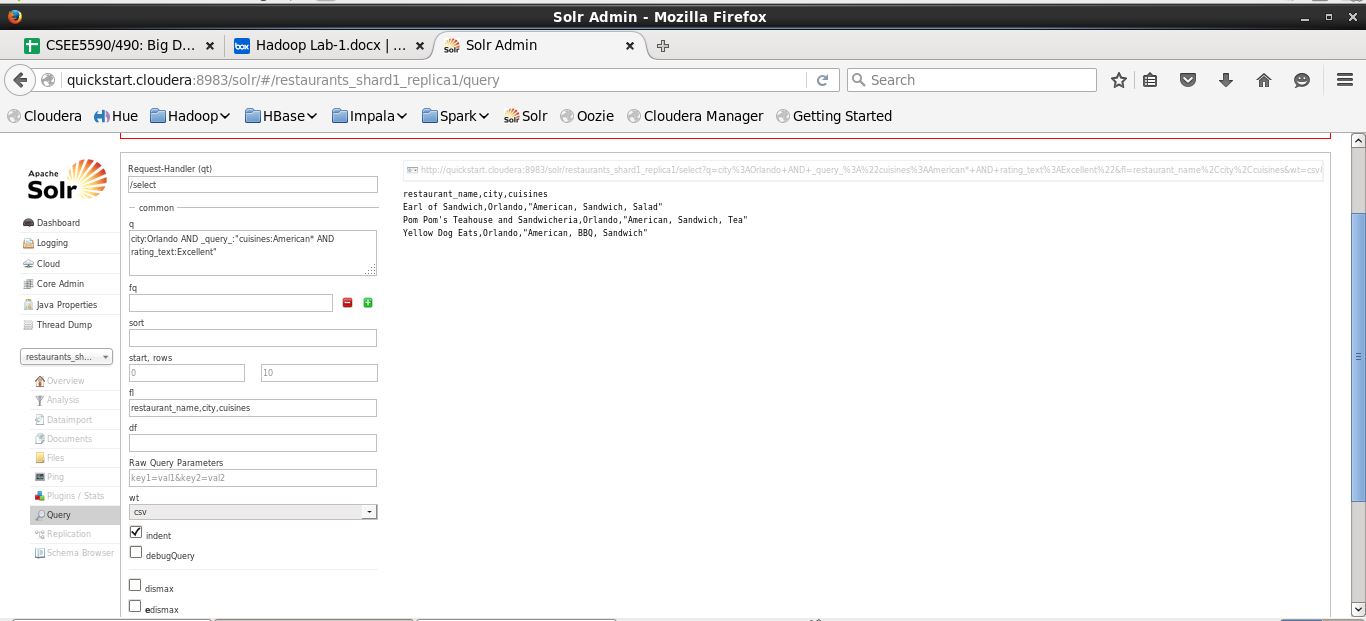 Solr Admin - Mozilla Firefox
CSEE5590/490: Big D...
Hadoop Lab-1.docx | ...
Solr Admin
quickstart.cloudera:8983/solr/#/restaurants_shard1_replica1/query
Search
Cloudera Hue Hadoop HBase Impala Spark Solr Oozie Cloudera Manager Getting Started
Apache
Solr
Dashboard
Logging
Cloud
Core Admin
Java Properties
Thread Dump
restaurants_sh...
Overview
Analysis
Dataimport
Documents
Files
Ping
Plugins / Stats
Query
Replication
Schema Browser
Request-Handler (qt)
/select
common
q
city:Orlando AND _query_:"cuisines:American* AND
rating_text:Excellent"
fq
sort
start, rows
0
10
fl
restaurant_name,city,cuisines
df
Raw Query Parameters
key1=val1&key2=val2
wt
csv
indent
debugQuery
dismax
edismax
http://quickstart.cloudera:8983/solr/restaurants_shard1_replica1/select?q=city%3AOrlando+AND+_query_%3A%22cuisines%3AAmerican*+AND+rating_text%3AExcellent%22&fl=restaurant_name%2Ccity%2Ccuisines&wt=csv
restaurant_name,city,cuisines
Earl of Sandwich,Orlando,"American, Sandwich, Salad"
Pom Pom's Teahouse and Sandwicheria,Orlando,"American, Sandwich, Tea"
Yellow Dog Eats,Orlando,"American, BBQ, Sandwich"